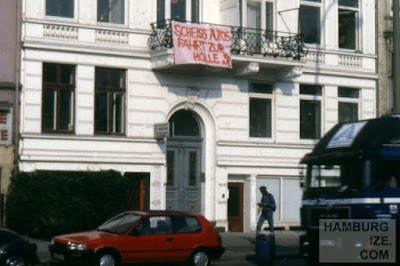 SCHEISS AUTOS
FAHRT ZUR
HÖLLE
HAMBURG
IZE.
COM